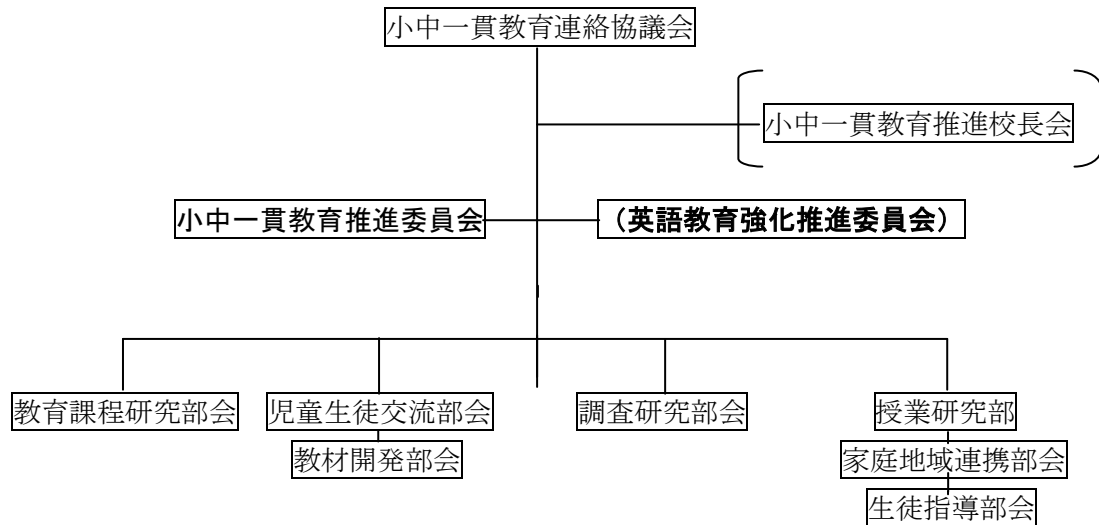 小中一貫教育連絡協議会
小中一貫教育推進校長会
小中一貫教育推進委員会 （英語教育強化推進委員会）
教育課程研究部会 児童生徒交流部会 調査研究部会 授業研究部
教材開発部会 家庭地域連携部会
生徒指導部会